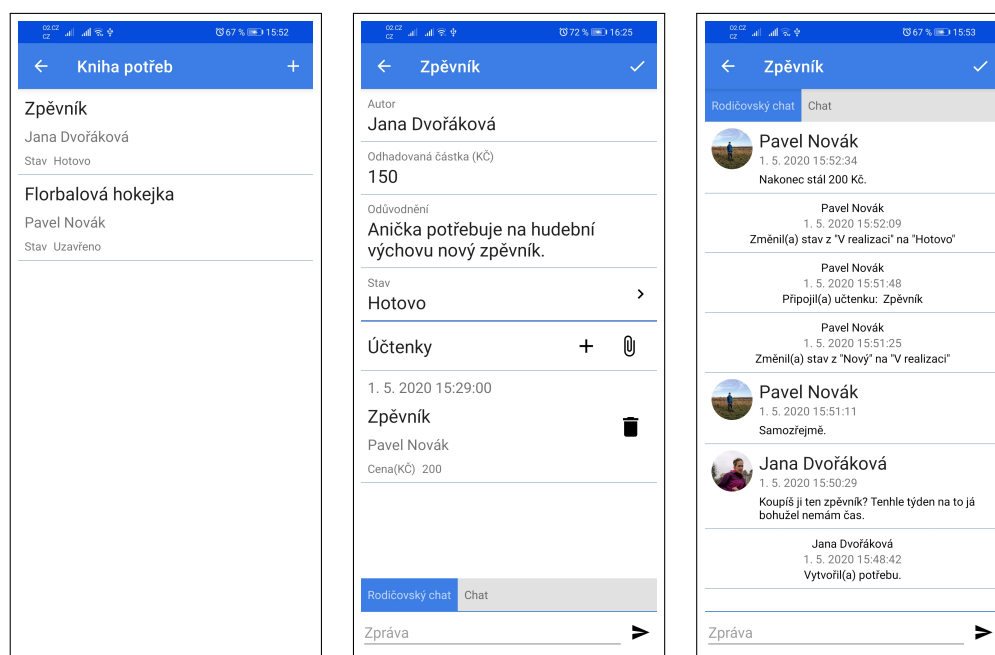 O2.CZ
CZ
67 % 15:52
Kniha potřeb
Zpěvník
Jana Dvořáková
Stav Hotovo
Florbalová hokejka
Pavel Novák
Stav Uzavřeno
O2.CZ
CZ
72 % 16:25
Zpěvník
Autor
Jana Dvořáková
Odhadovaná částka (KČ)
150
Odůvodnění
Anička potřebuje na hudební
výchovu nový zpěvník.
Stav
Hotovo
Účtenky
1. 5. 2020 15:29:00
Zpěvník
Pavel Novák
Cena(KČ) 200
Rodičovský chat Chat
Zpráva
O2.CZ
CZ
67 % 15:53
Zpěvník
Rodičovský chat Chat
Pavel Novák
1. 5. 2020 15:52:34
Nakonec stál 200 Kč.
Pavel Novák
1. 5. 2020 15:52:09
Změnil(a) stav z "V realizaci" na "Hotovo"
Pavel Novák
1. 5. 2020 15:51:48
Připojil(a) učtenku: Zpěvník
Pavel Novák
1. 5. 2020 15:51:25
Změnil(a) stav z "Nový" na "V realizaci"
Pavel Novák
1. 5. 2020 15:51:11
Samozřejmě.
Jana Dvořáková
1. 5. 2020 15:50:29
Koupíš ji ten zpěvník? Tenhle týden na to já
bohužel nemám čas.
Jana Dvořáková
1. 5. 2020 15:48:42
Vytvořil(a) potřebu.
Zpráva